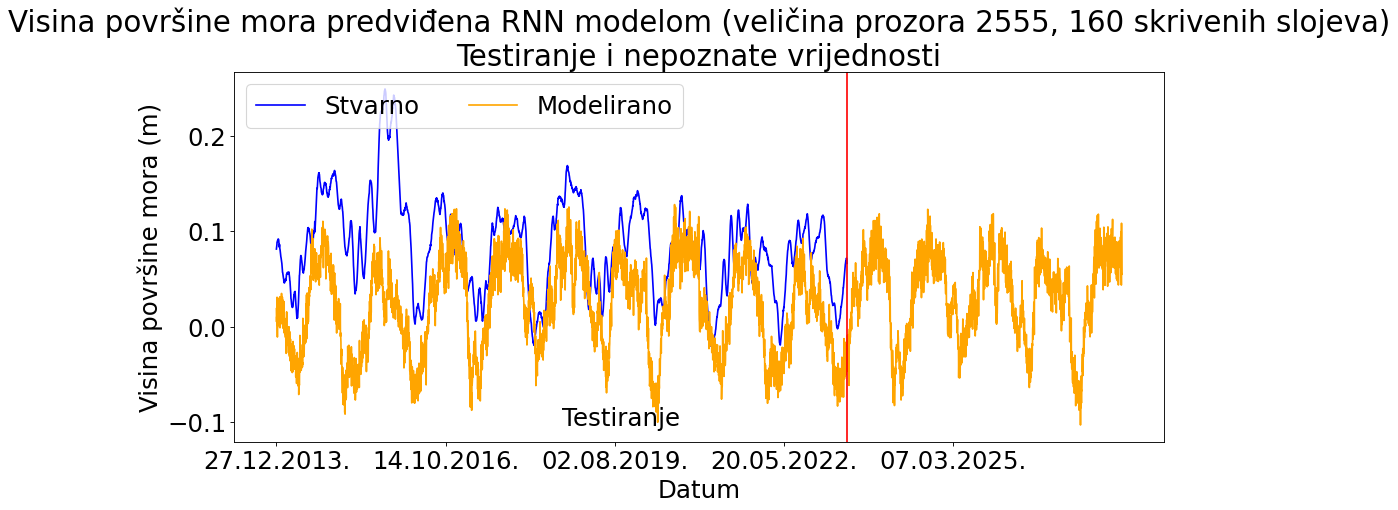 Visina površine mora predviđena RNN modelom (veličina prozora 2555, 160 skrivenih slojeva)
Testiranje i nepoznate vrijednosti
Stvarno
Modelirano
Visina površine mora (m)
0.2
0.1
0.0
−0.1
Testiranje
27.12.2013.
14.10.2016.
02.08.2019.
20.05.2022.
07.03.2025.
Datum